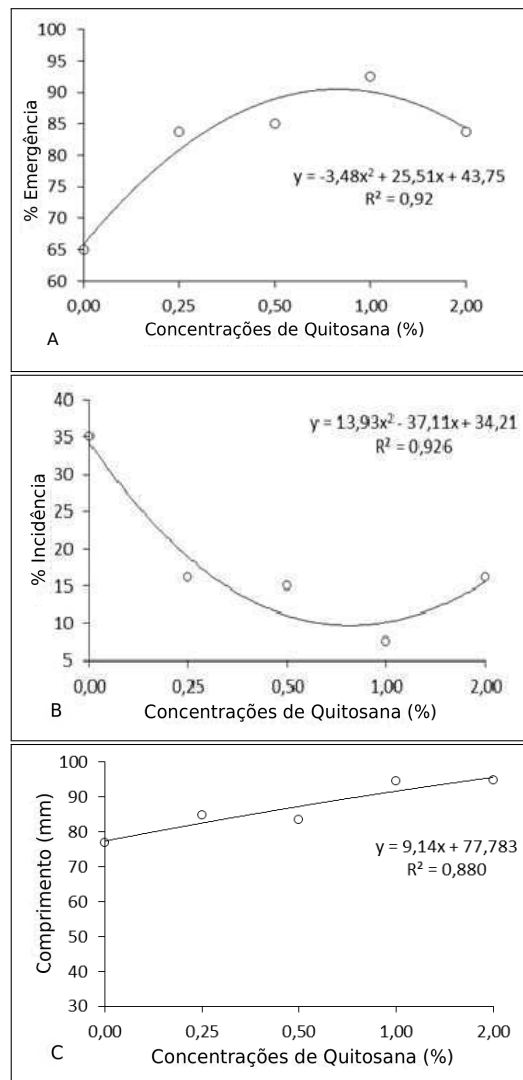 100
95
90
85
80
75
70
65
60
% Emergência
y = -3,48x² + 25,51x + 43,75
R² = 0,92
0,00 0,25 0,50 1,00 2,00
A Concentrações de Quitosana (%)
40
35
30
25
20
15
10
5
% Incidência
y = 13,93x² - 37,11x + 34,21
R² = 0,926
0,00 0,25 0,50 1,00 2,00
B Concentrações de Quitosana (%)
100
90
80
70
60
50
40
30
Comprimento (mm)
y = 9,14x + 77,783
R² = 0,880
0,00 0,25 0,50 1,00 2,00
C Concentrações de Quitosana (%)